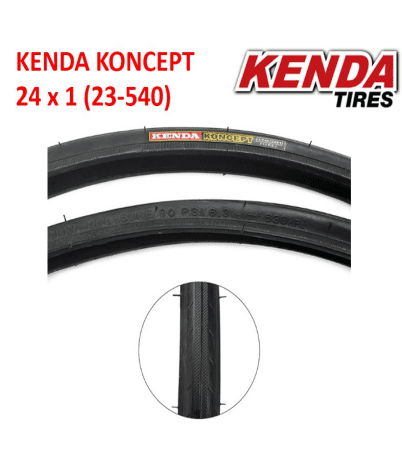 KENDA KONCEPT
24 x 1 (23-540)
KENDA
TIRES
KENDA KONCEPT